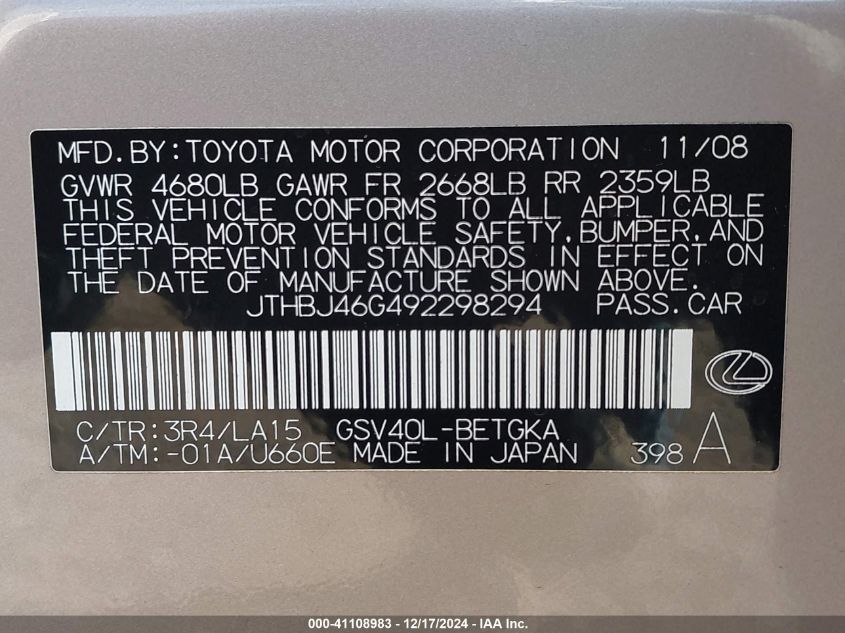 MFD.BY:TOYOTA MOTOR CORPORATION 11/08
GVWR 4680LB GAWR FR 2668LB RR 2359LB
THIS VEHICLE CONFORMS TO ALL APPLICABLE
FEDERAL MOTOR VEHICLE SAFETY,BUMPER,AND
THEFT PREVENTION STANDARDS IN EFFECT ON
THE DATE OF MANUFACTURE SHOWN ABOVE.
JTHBJ46G492298294 PASS.CAR
C/TR:3R4/LA15 GSV40L-BETGKA
A/TM:-01A/U660E MADE IN JAPAN 398 A
000-41108983 - 12/17/2024 - IAA Inc.